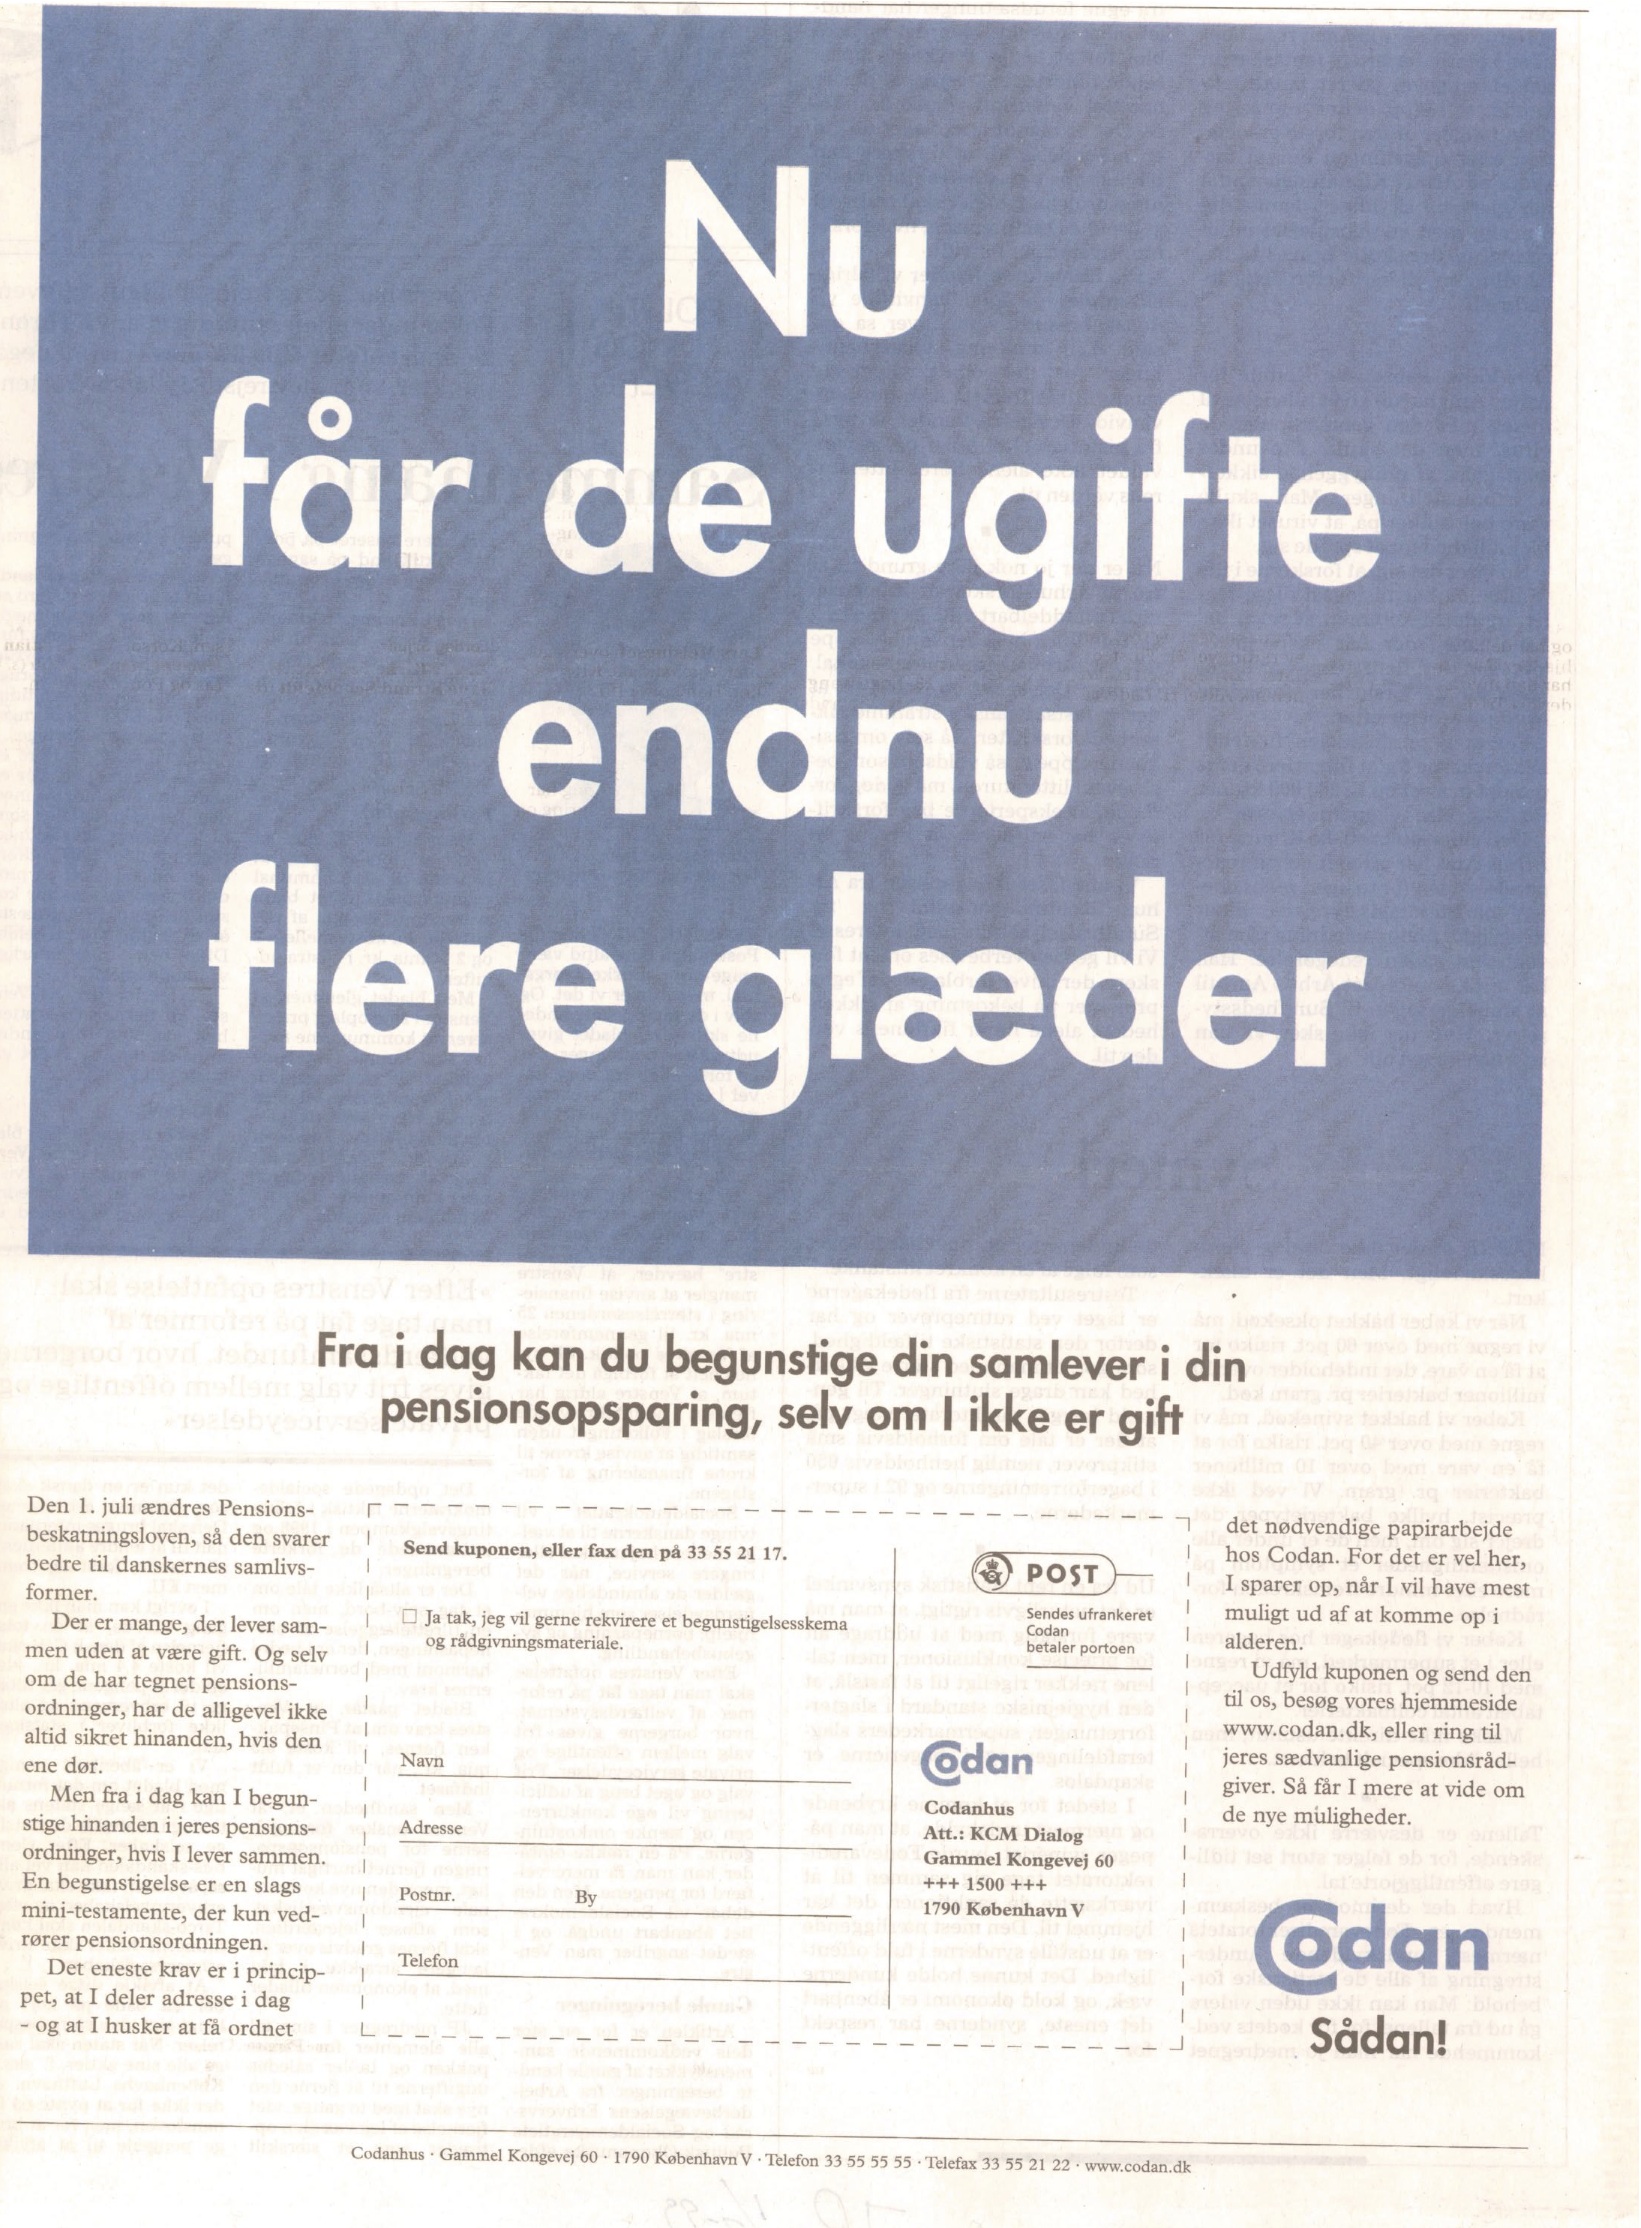 Nu
får de ugifte
endnu
flere glæder
Fra i dag kan du begunstige din samlever i din
pensionsopsparing, selv om I ikke er gift
Den 1. juli ændres Pensions-
beskatningsloven, så den svarer
bedre til danskernes samlivs-
former.
Der er mange, der lever sam-
men uden at være gift. Og selv
om de har tegnet pensions-
ordninger, har de alligevel ikke
altid sikret hinanden, hvis den
ene dør.
Men fra i dag kan I begun-
stige hinanden i jeres pensions-
ordninger, hvis I lever sammen.
En begunstigelse er en slags
mini-testamente, der kun ved-
rører pensionsordningen.
Det eneste krav er i princip-
pet, at I deler adresse i dag
- og at I husker at få ordnet
Send kuponen, eller fax den på 33 55 21 17.
Ja tak, jeg vil gerne rekvirere et begunstigelsesskema
og rådgivningsmateriale.
Navn
Adresse
Postnr. By
Telefon
POST
Sendes ufrankeret
Codan
betaler portoen
Codan
Codanhus
Att.: KCM Dialog
Gammel Kongevej 60
+++ 1500 +++
1790 København V
det nødvendige papirarbejde
hos Codan. For det er vel her,
I sparer op, når I vil have mest
muligt ud af at komme op i
alderen.
Udfyld kuponen og send den
til os, besøg vores hjemmeside
www.codan.dk, eller ring til
jeres sædvanlige pensionsråd-
giver. Så får I mere at vide om
de nye muligheder.
Codan
Sådan!
Codanhus · Gammel Kongevej 60 · 1790 København V · Telefon 33 55 55 55 · Telefax 33 55 21 22 · www.codan.dk